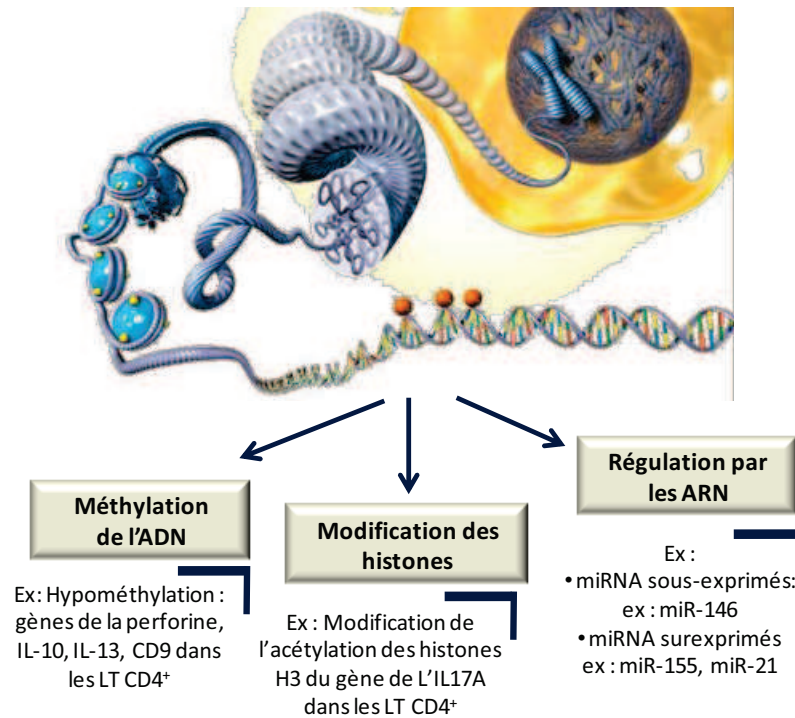 Méthylation
de l'ADN
Ex: Hypométhylation :
gènes de la perforine,
IL-10, IL-13, CD9 dans
les LT CD4⁺
Modification des
histones
Ex : Modification de
l'acétylation des histones
H3 du gène de L'IL17A
dans les LT CD4⁺
Régulation par
les ARN
Ex :
•miRNA sous-exprimés:
ex : miR-146
•miRNA surexprimés
ex : miR-155, miR-21